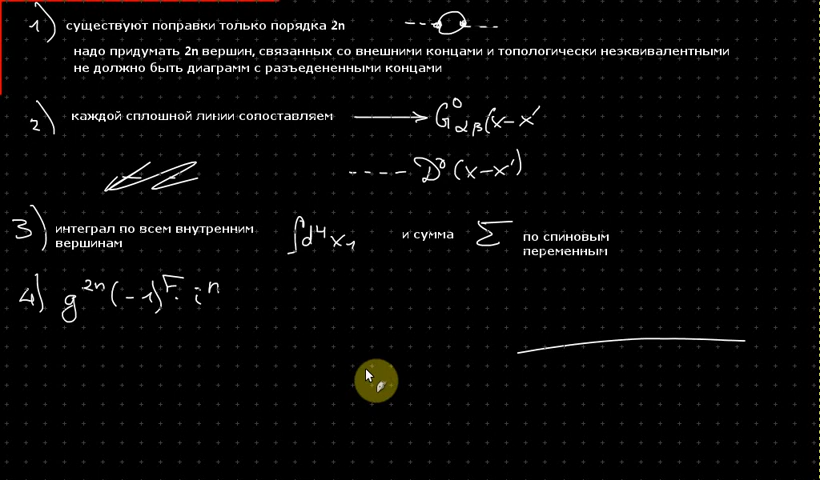 1) существуют поправки только порядка 2n
надо придумать 2n вершин, связанных со внешними концами и топологически неэквивалентными
не должно быть диаграмм с разъедененными концами
2) каждой сплошной линии сопоставляем → G⁰αβ(x-x'
---- D⁰(x-x')
3) интеграл по всем внутренним
вершинам
∫d⁴x₁ и сумма Σ по спиновым
переменным
4) g²ⁿ(-1)^F · iⁿ